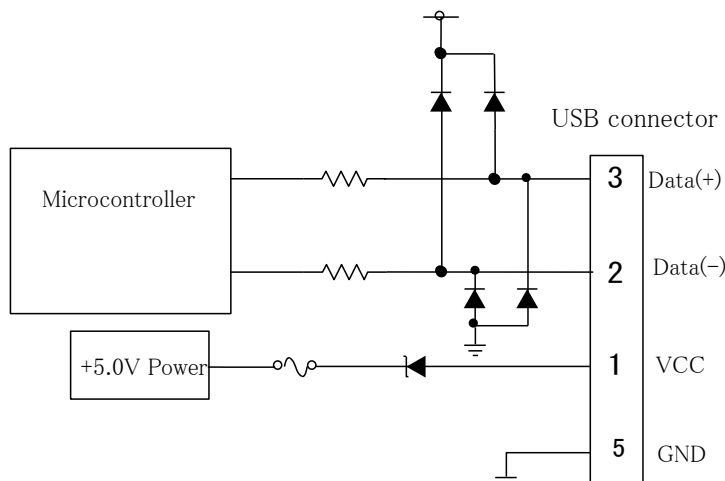 USB connector
Microcontroller
3 Data(+)
2 Data(-)
+5.0V Power
1 VCC
5 GND